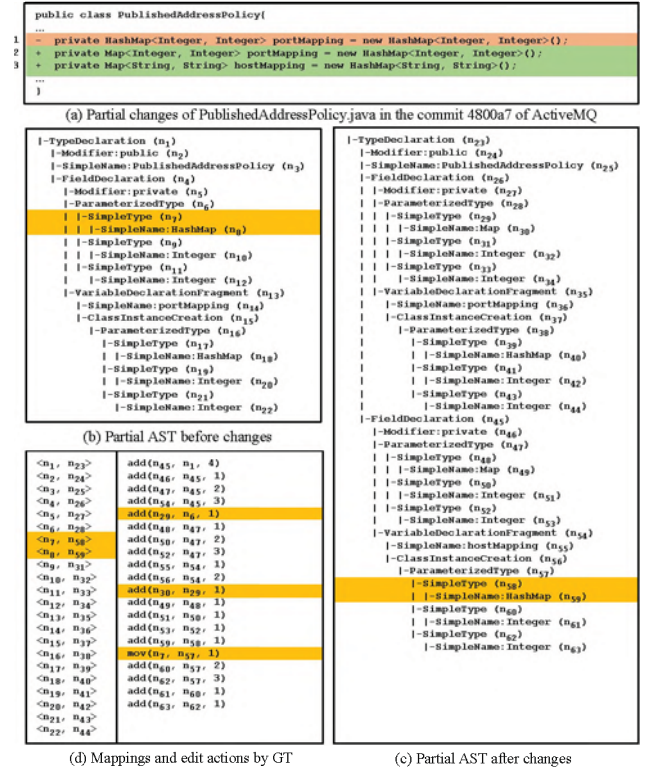 public class PublishedAddressPolicy{
...
1 - private HashMap<Integer, Integer> portMapping = new HashMap<Integer, Integer>();
2 + private Map<Integer, Integer> portMapping = new HashMap<Integer, Integer>();
3 + private Map<String, String> hostMapping = new HashMap<String, String>();
...
}
(a) Partial changes of PublishedAddressPolicy.java in the commit 4800a7 of ActiveMQ
|-TypeDeclaration (n1)
|-Modifier:public (n2)
|-SimpleName:PublishedAddressPolicy (n3)
|-FieldDeclaration (n4)
|-Modifier:private (n5)
|-ParameterizedType (n6)
| |-SimpleType (n7)
| | |-SimpleName:HashMap (n8)
| |-SimpleType (n9)
| | |-SimpleName:Integer (n10)
| |-SimpleType (n11)
| | |-SimpleName:Integer (n12)
|-VariableDeclarationFragment (n13)
|-SimpleName:portMapping (n14)
|-ClassInstanceCreation (n15)
|-ParameterizedType (n16)
|-SimpleType (n17)
| |-SimpleName:HashMap (n18)
|-SimpleType (n19)
| |-SimpleName:Integer (n20)
|-SimpleType (n21)
|-SimpleName:Integer (n22)
(b) Partial AST before changes
<n1, n23>
<n2, n24>
<n3, n25>
<n4, n26>
<n5, n27>
<n6, n28>
<n7, n58>
<n8, n59>
<n9, n31>
<n10, n32>
<n11, n33>
<n12, n34>
<n13, n35>
<n14, n36>
<n15, n37>
<n16, n38>
<n17, n39>
<n18, n40>
<n19, n41>
<n20, n42>
<n21, n43>
<n22, n44>
add(n45, n1, 4)
add(n46, n45, 1)
add(n47, n45, 2)
add(n54, n45, 3)
add(n29, n6, 1)
add(n48, n47, 1)
add(n50, n47, 2)
add(n52, n47, 3)
add(n55, n54, 1)
add(n56, n54, 2)
add(n30, n29, 1)
add(n49, n48, 1)
add(n51, n50, 1)
add(n53, n52, 1)
add(n59, n58, 1)
mov(n7, n57, 1)
add(n60, n57, 2)
add(n62, n57, 3)
add(n61, n60, 1)
add(n63, n62, 1)
(d) Mappings and edit actions by GT
|-TypeDeclaration (n23)
|-Modifier:public (n24)
|-SimpleName:PublishedAddressPolicy (n25)
|-FieldDeclaration (n26)
| |-Modifier:private (n27)
| |-ParameterizedType (n28)
| | |-SimpleType (n29)
| | | |-SimpleName:Map (n30)
| | |-SimpleType (n31)
| | | |-SimpleName:Integer (n32)
| | |-SimpleType (n33)
| | | |-SimpleName:Integer (n34)
| |-VariableDeclarationFragment (n35)
| |-SimpleName:portMapping (n36)
| |-ClassInstanceCreation (n37)
| |-ParameterizedType (n38)
| |-SimpleType (n39)
| | |-SimpleName:HashMap (n40)
| |-SimpleType (n41)
| | |-SimpleName:Integer (n42)
| |-SimpleType (n43)
| |-SimpleName:Integer (n44)
|-FieldDeclaration (n45)
|-Modifier:private (n46)
|-ParameterizedType (n47)
| |-SimpleType (n48)
| | |-SimpleName:Map (n49)
| |-SimpleType (n50)
| | |-SimpleName:Integer (n51)
| |-SimpleType (n52)
| | |-SimpleName:Integer (n53)
|-VariableDeclarationFragment (n54)
|-SimpleName:hostMapping (n55)
|-ClassInstanceCreation (n56)
|-ParameterizedType (n57)
|-SimpleType (n58)
| |-SimpleName:HashMap (n59)
|-SimpleType (n60)
| |-SimpleName:Integer (n61)
|-SimpleType (n62)
|-SimpleName:Integer (n63)
(c) Partial AST after changes